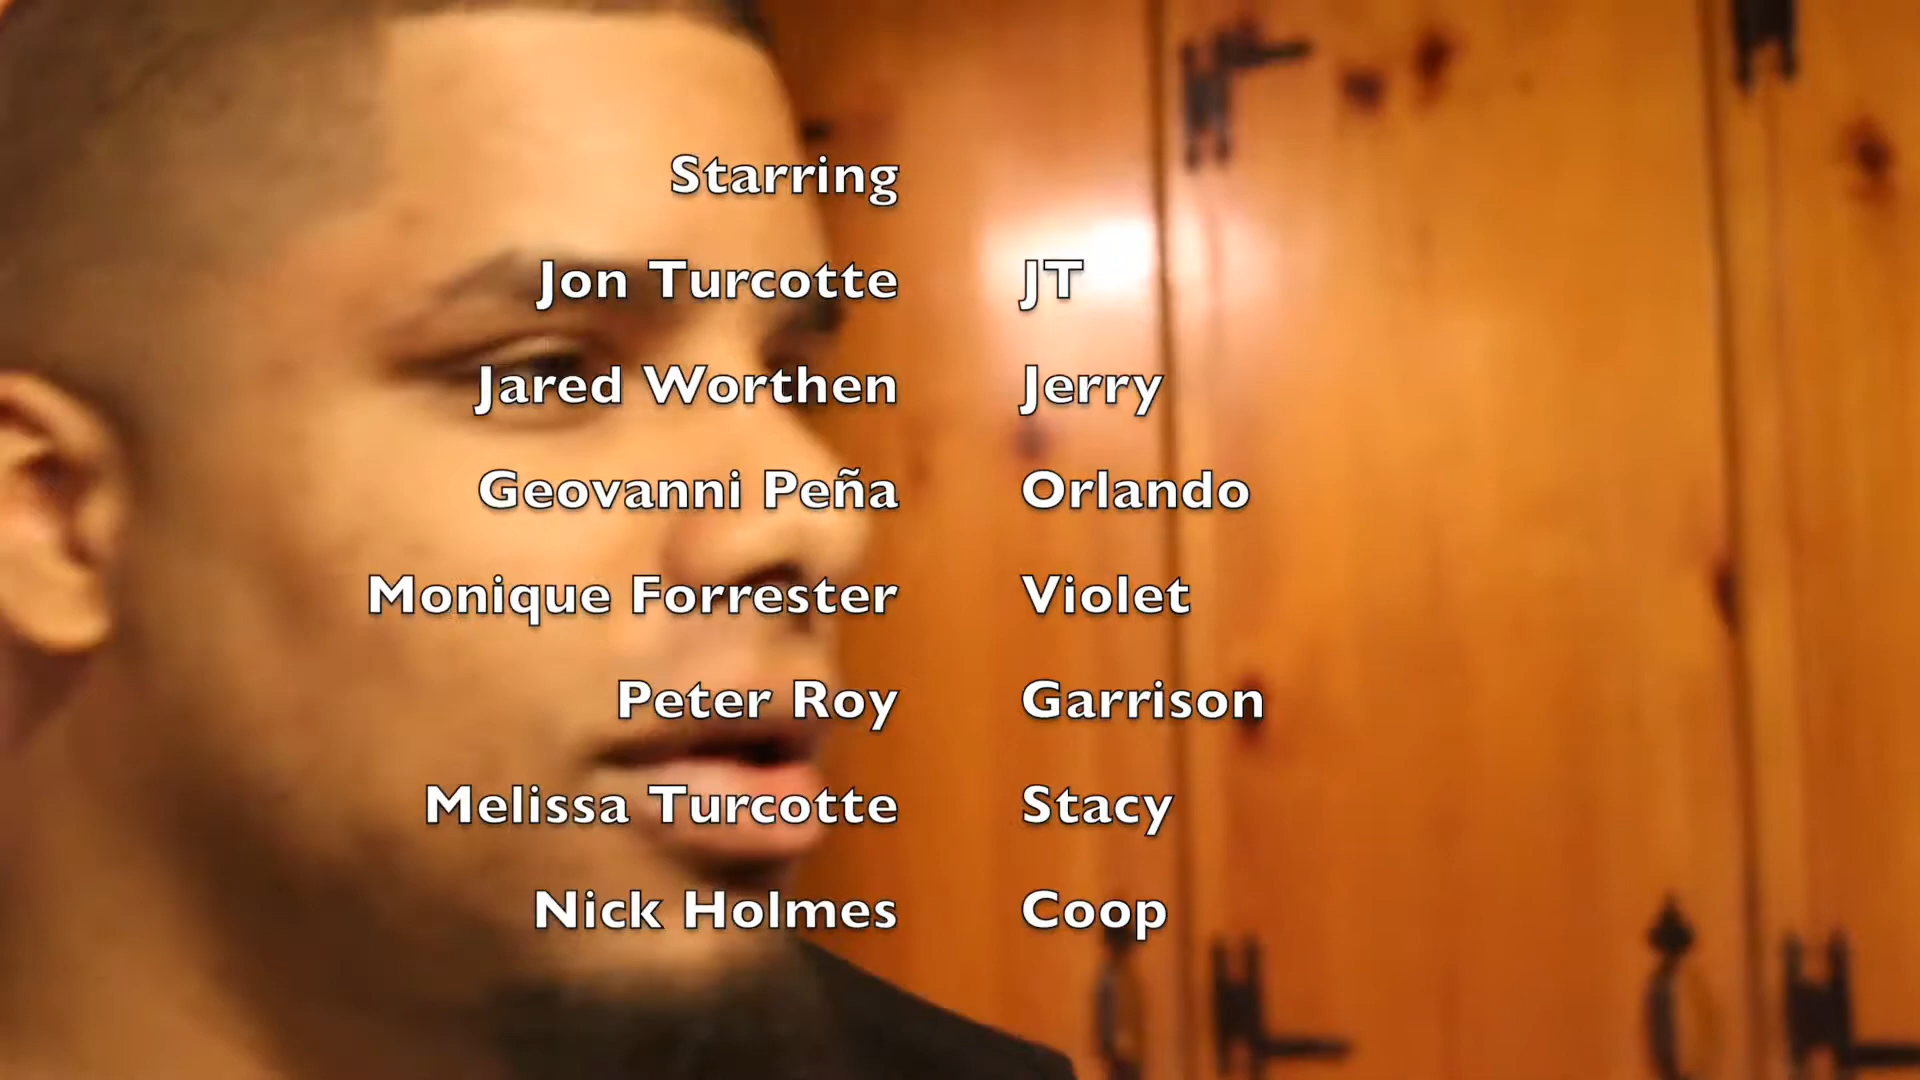 Starring
Jon Turcotte JT
Jared Worthen Jerry
Geovanni Peña Orlando
Monique Forrester Violet
Peter Roy Garrison
Melissa Turcotte Stacy
Nick Holmes Coop